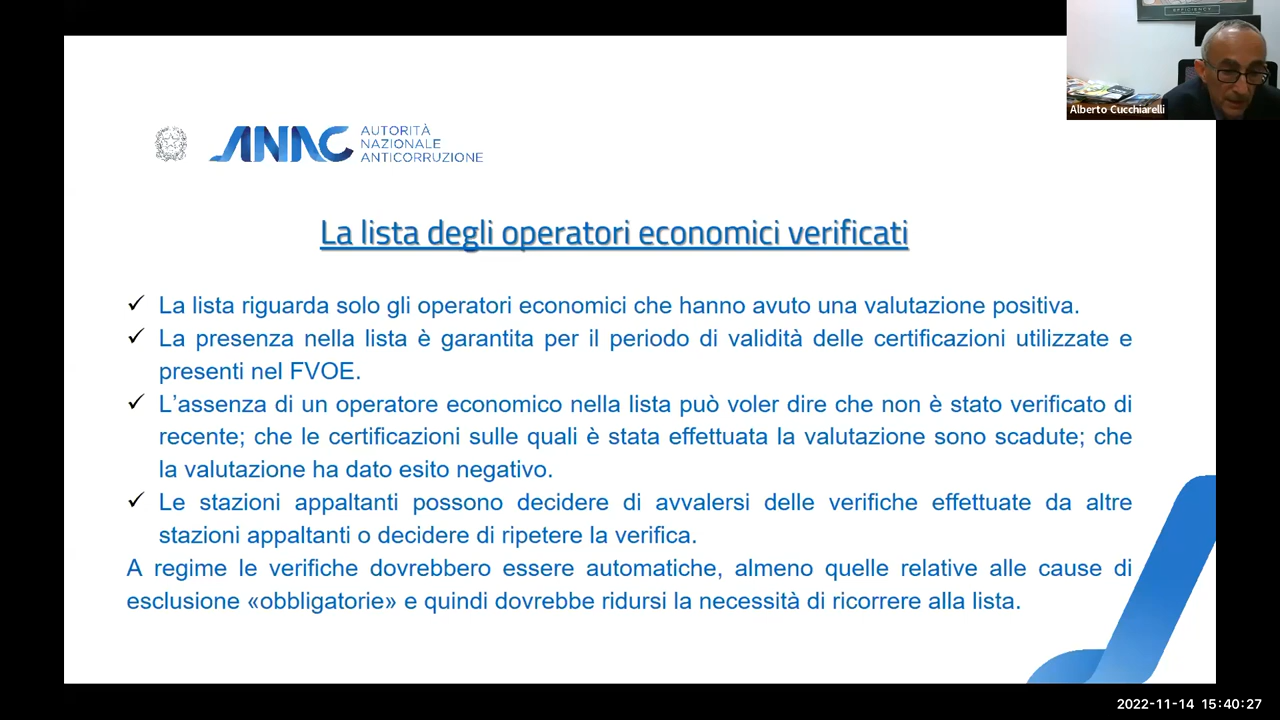 EFFICIENCY
Alberto Cucchiarelli
ANAC
AUTORITÀ
NAZIONALE
ANTICORRUZIONE
La lista degli operatori economici verificati
✓ La lista riguarda solo gli operatori economici che hanno avuto una valutazione positiva.
✓ La presenza nella lista è garantita per il periodo di validità delle certificazioni utilizzate e
presenti nel FVOE.
✓ L’assenza di un operatore economico nella lista può voler dire che non è stato verificato di
recente; che le certificazioni sulle quali è stata effettuata la valutazione sono scadute; che
la valutazione ha dato esito negativo.
✓ Le stazioni appaltanti possono decidere di avvalersi delle verifiche effettuate da altre
stazioni appaltanti o decidere di ripetere la verifica.
A regime le verifiche dovrebbero essere automatiche, almeno quelle relative alle cause di
esclusione «obbligatorie» e quindi dovrebbe ridursi la necessità di ricorrere alla lista.
2022-11-14 15:40:27